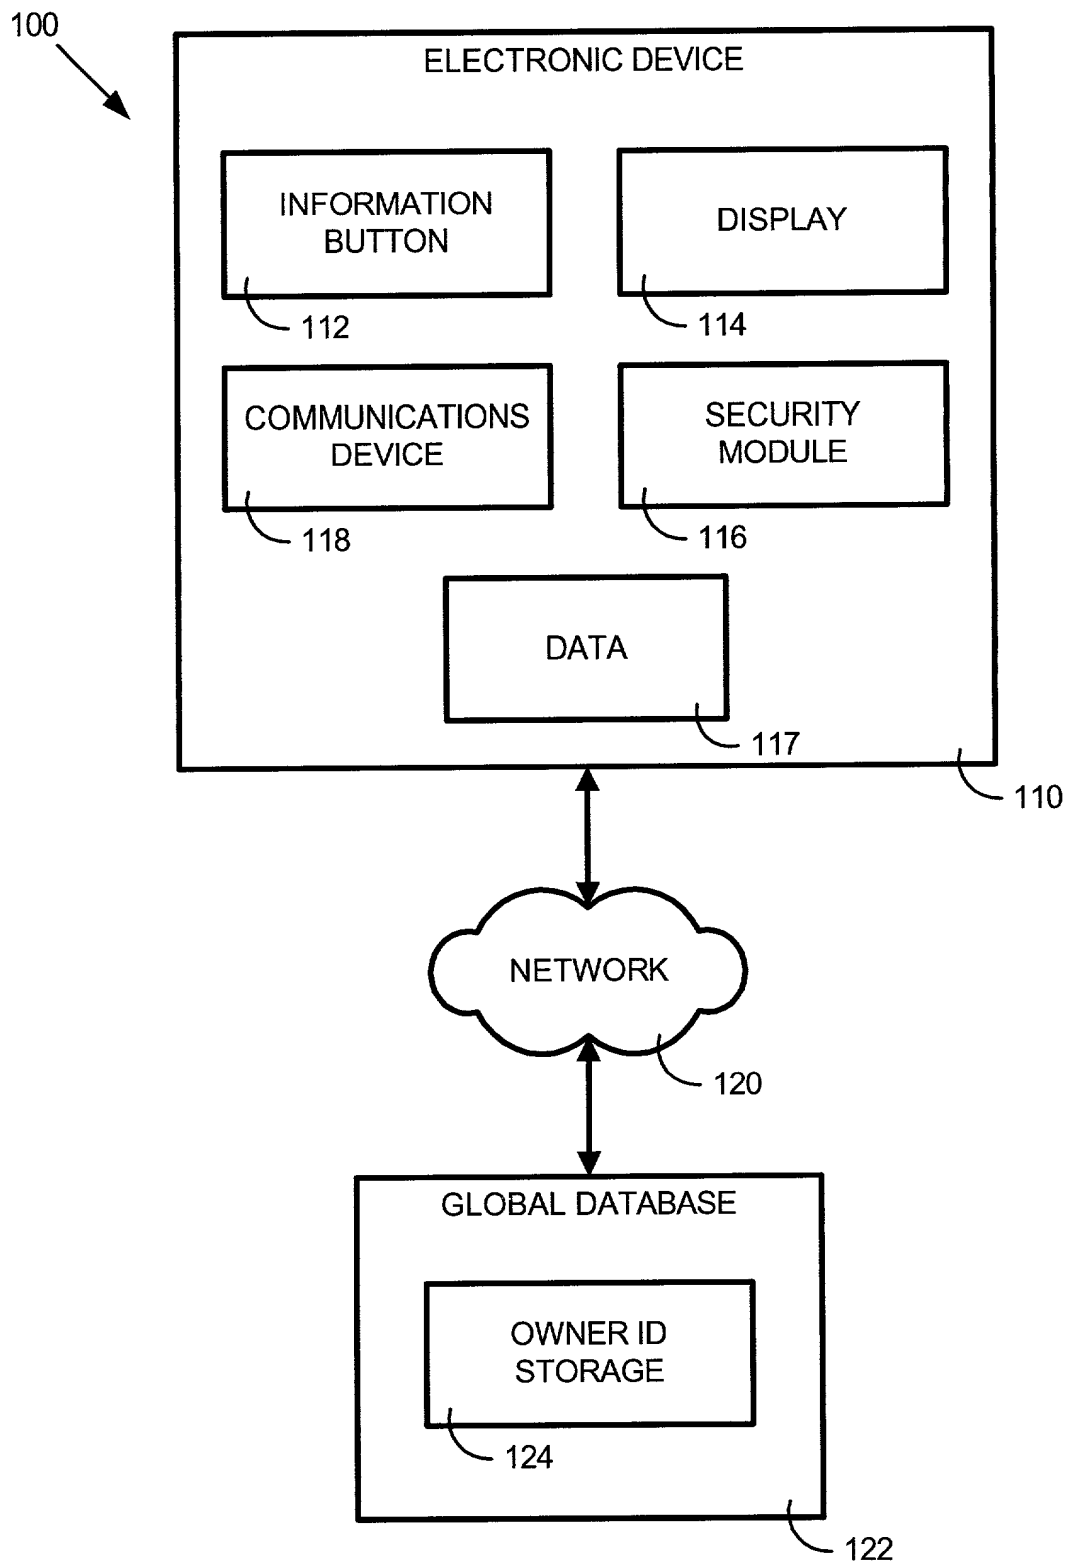 100
ELECTRONIC DEVICE
INFORMATION
BUTTON
112
DISPLAY
114
COMMUNICATIONS
DEVICE
118
SECURITY
MODULE
116
DATA
117
110
NETWORK
120
GLOBAL DATABASE
OWNER ID
STORAGE
124
122